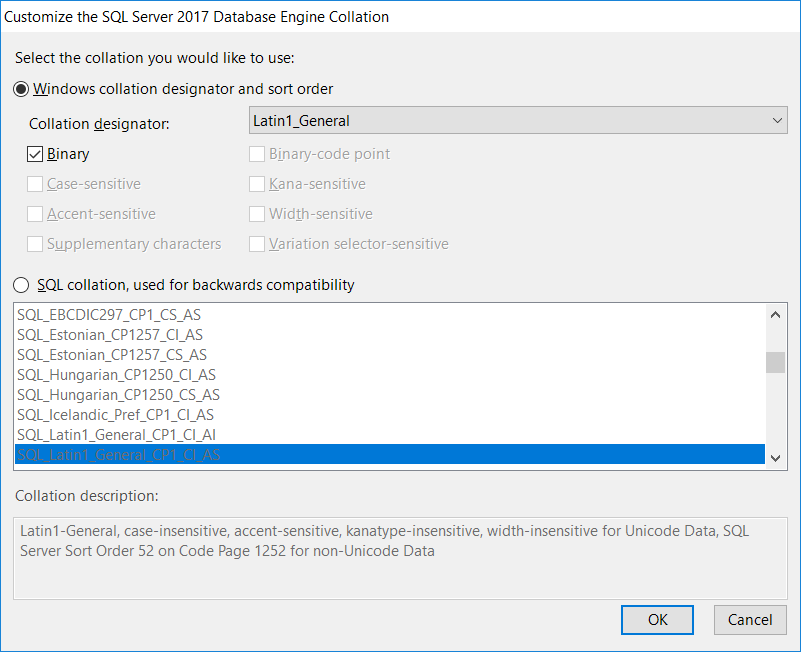 Customize the SQL Server 2017 Database Engine Collation
Select the collation you would like to use:
Windows collation designator and sort order
Collation designator: Latin1_General
Binary Binary-code point
Case-sensitive Kana-sensitive
Accent-sensitive Width-sensitive
Supplementary characters Variation selector-sensitive
SQL collation, used for backwards compatibility
SQL_EBCDIC297_CP1_CS_AS
SQL_Estonian_CP1257_CI_AS
SQL_Estonian_CP1257_CS_AS
SQL_Hungarian_CP1250_CI_AS
SQL_Hungarian_CP1250_CS_AS
SQL_Icelandic_Pref_CP1_CI_AS
SQL_Latin1_General_CP1_CI_AI
SQL_Latin1_General_CP1_CI_AS
Collation description:
Latin1-General, case-insensitive, accent-sensitive, kanatype-insensitive, width-insensitive for Unicode Data, SQL
Server Sort Order 52 on Code Page 1252 for non-Unicode Data
OK Cancel